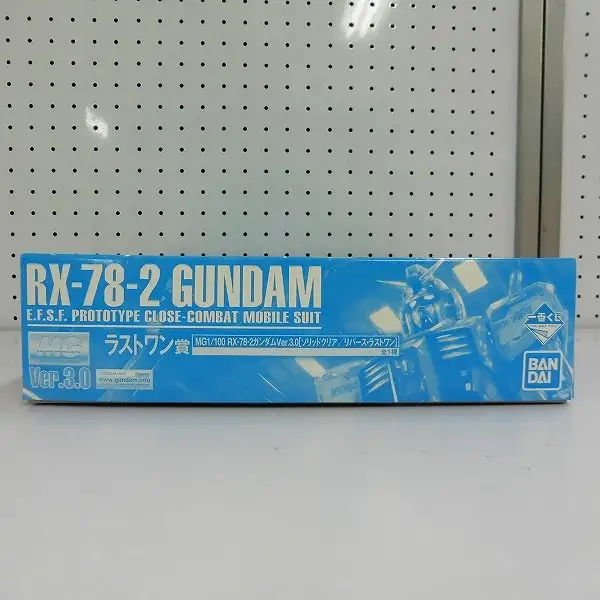 RX-78-2 GUNDAM
E.F.S.F. PROTOTYPE CLOSE-COMBAT MOBILE SUIT
MG
Ver.3.0
ラストワン賞
MG1/100 RX-78-2ガンダムVer.3.0[ソリッドクリア/リバース・ラストワン]
全1種
www.gundam.info
一番くじ
BAN
DAI